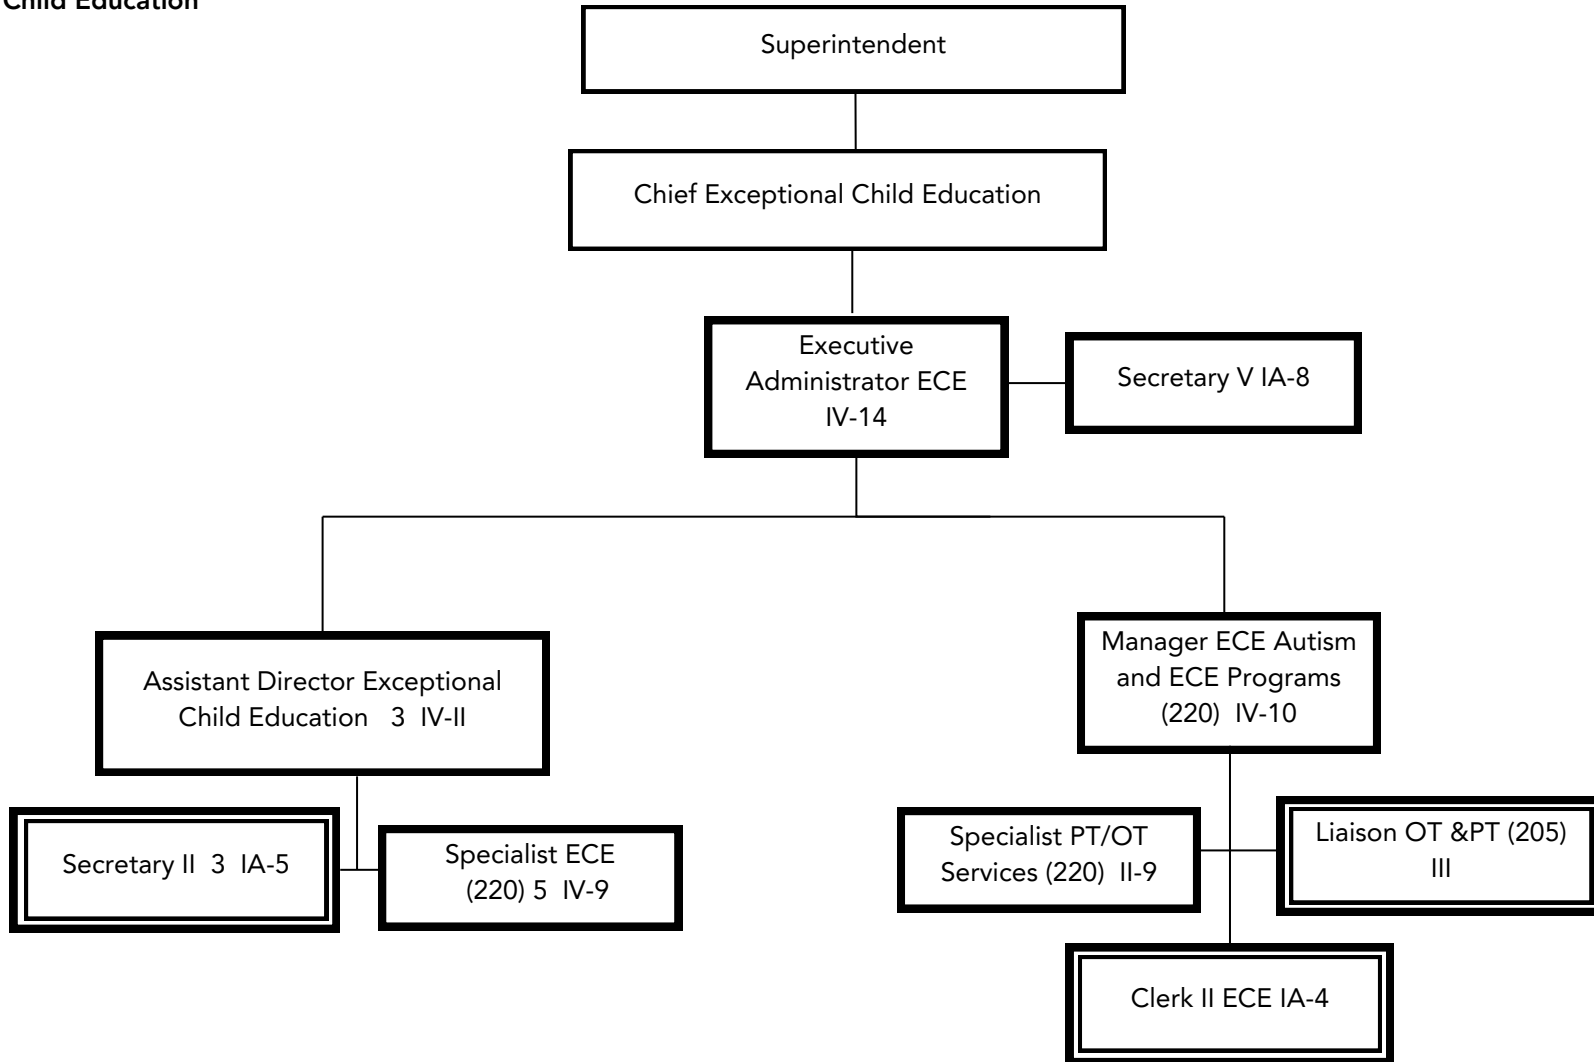 Child Education
Superintendent
Chief Exceptional Child Education
Executive
Administrator ECE
IV-14
Secretary V IA-8
Assistant Director Exceptional
Child Education 3 IV-II
Manager ECE Autism
and ECE Programs
(220) IV-10
Secretary II 3 IA-5
Specialist ECE
(220) 5 IV-9
Specialist PT/OT
Services (220) II-9
Liaison OT &PT (205)
III
Clerk II ECE IA-4